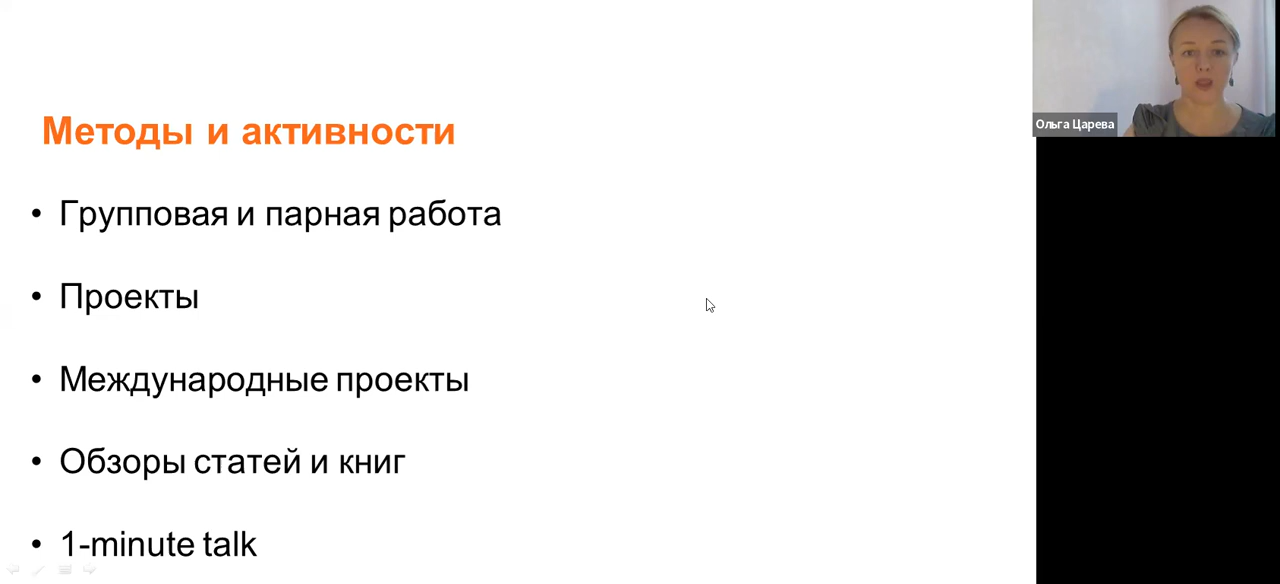 Методы и активности
• Групповая и парная работа
• Проекты
• Международные проекты
• Обзоры статей и книг
• 1-minute talk
Ольга Царева